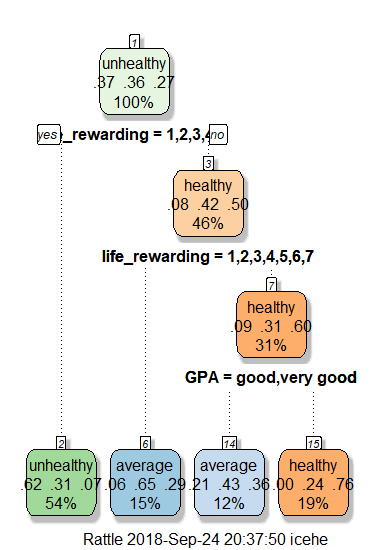 1
unhealthy
.37 .36 .27
100%
yes _rewarding = 1,2,3, no
3
healthy
.08 .42 .50
46%
life_rewarding = 1,2,3,4,5,6,7
7
healthy
.09 .31 .60
31%
GPA = good,very good
2 6 14 15
unhealthy average average healthy
.62 .31 .07 .06 .65 .29 .21 .43 .36 .00 .24 .76
54% 15% 12% 19%
Rattle 2018-Sep-24 20:37:50 icehe